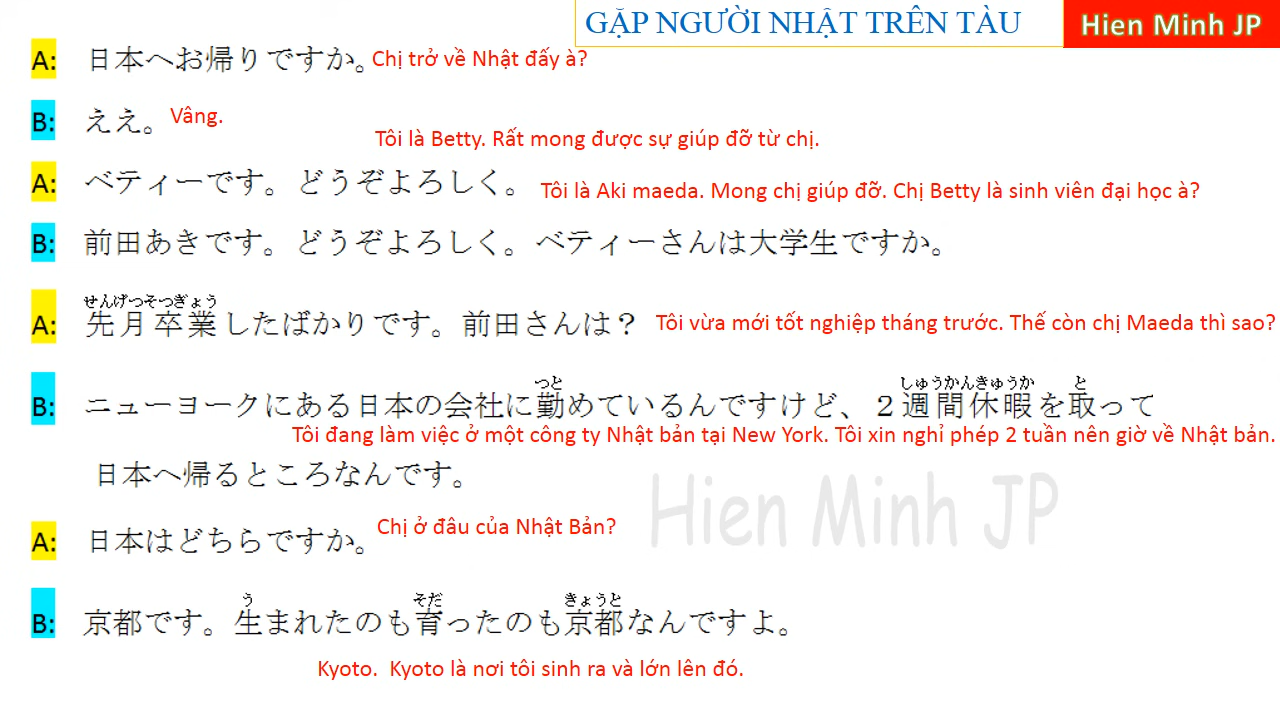 GẶP NGƯỜI NHẬT TRÊN TÀU
Hien Minh JP
A: 日本へお帰りですか。 Chị trở về Nhật đấy à?
B: ええ。 Vâng.
Tôi là Betty. Rất mong được sự giúp đỡ từ chị.
A: ベティーです。どうぞよろしく。 Tôi là Aki maeda. Mong chị giúp đỡ. Chị Betty là sinh viên đại học à?
B: 前田あきです。どうぞよろしく。ベティーさんは大学生ですか。
せんげつそつぎょう
A: 先月卒業したばかりです。前田さんは？ Tôi vừa mới tốt nghiệp tháng trước. Thế còn chị Maeda thì sao?
つと しゅうかんきゅうか と
B: ニューヨークにある日本の会社に勤めているんですけど、２週間休暇を取って
Tôi đang làm việc ở một công ty Nhật bản tại New York. Tôi xin nghỉ phép 2 tuần nên giờ về Nhật bản.
日本へ帰るところなんです。
Hien Minh JP
A: 日本はどちらですか。 Chị ở đâu của Nhật Bản?
う そだ きょうと
B: 京都です。生まれたのも育ったのも京都なんですよ。
Kyoto. Kyoto là nơi tôi sinh ra và lớn lên đó.